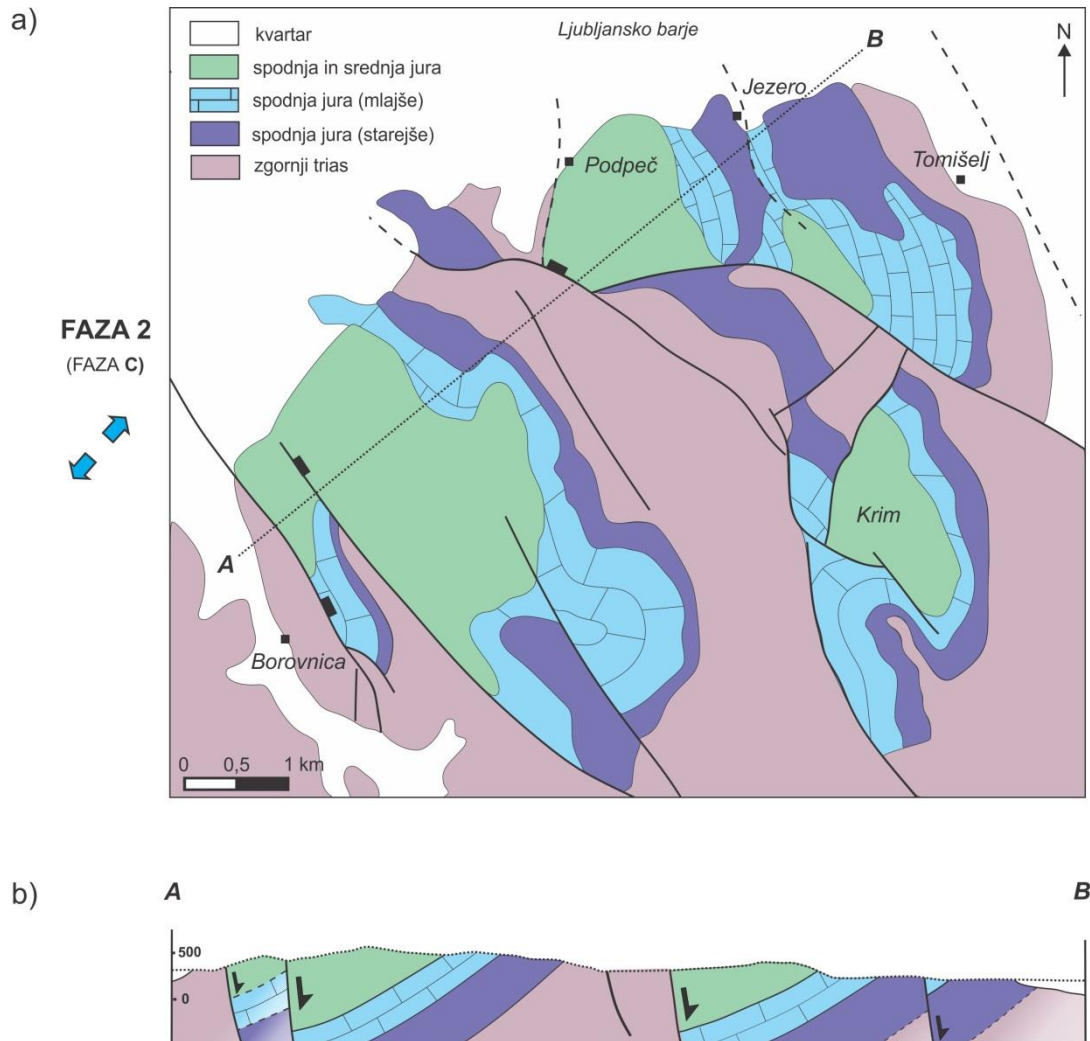 a)
kvartar
spodnja in srednja jura
spodnja jura (mlajše)
spodnja jura (starejše)
zgornji trias
Ljubljansko barje
B
N
Jezero
Podpeč
Tomišelj
FAZA 2
(FAZA C)
Krim
A
Borovnica
0 0,5 1 km
b)
A
B
500
0